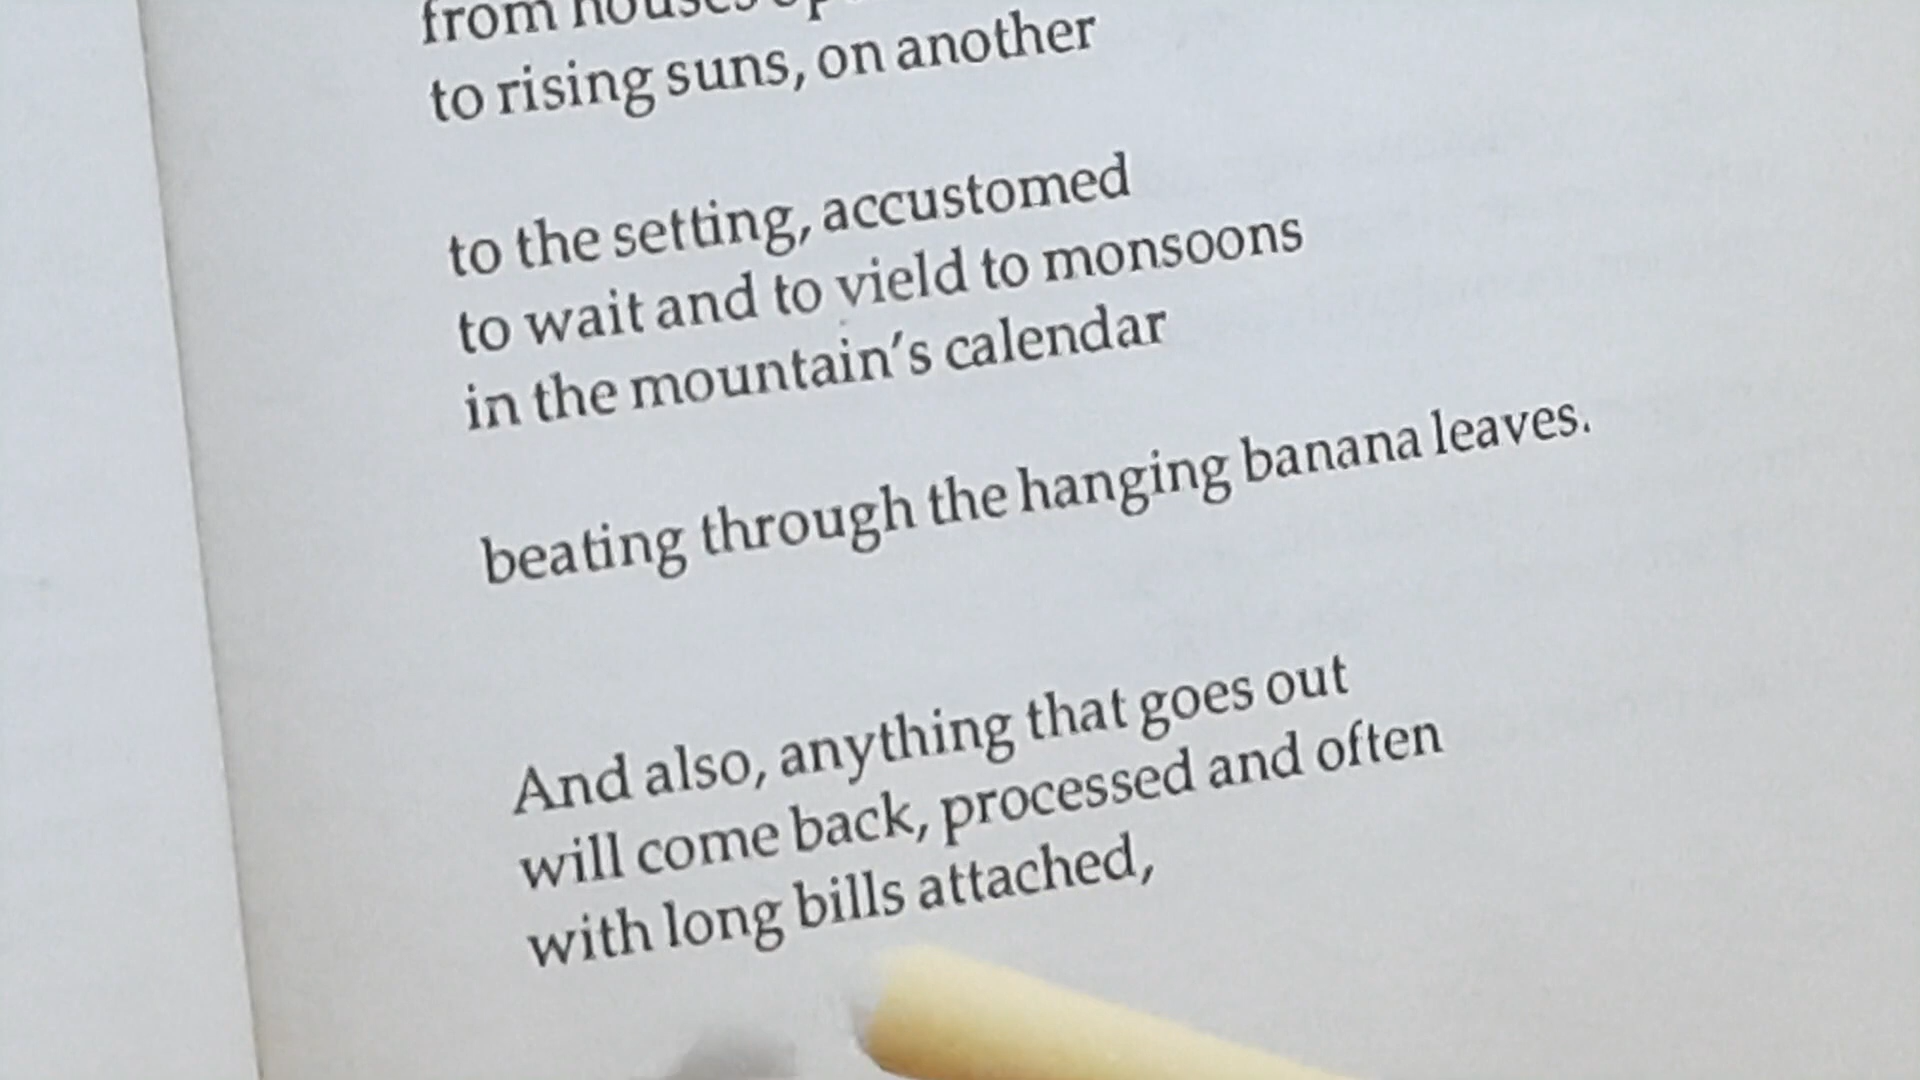 from houses
to rising suns, on another
to the setting, accustomed
to wait and to yield to monsoons
in the mountain's calendar
beating through the hanging banana leaves.
And also, anything that goes out
will come back, processed and often
with long bills attached,